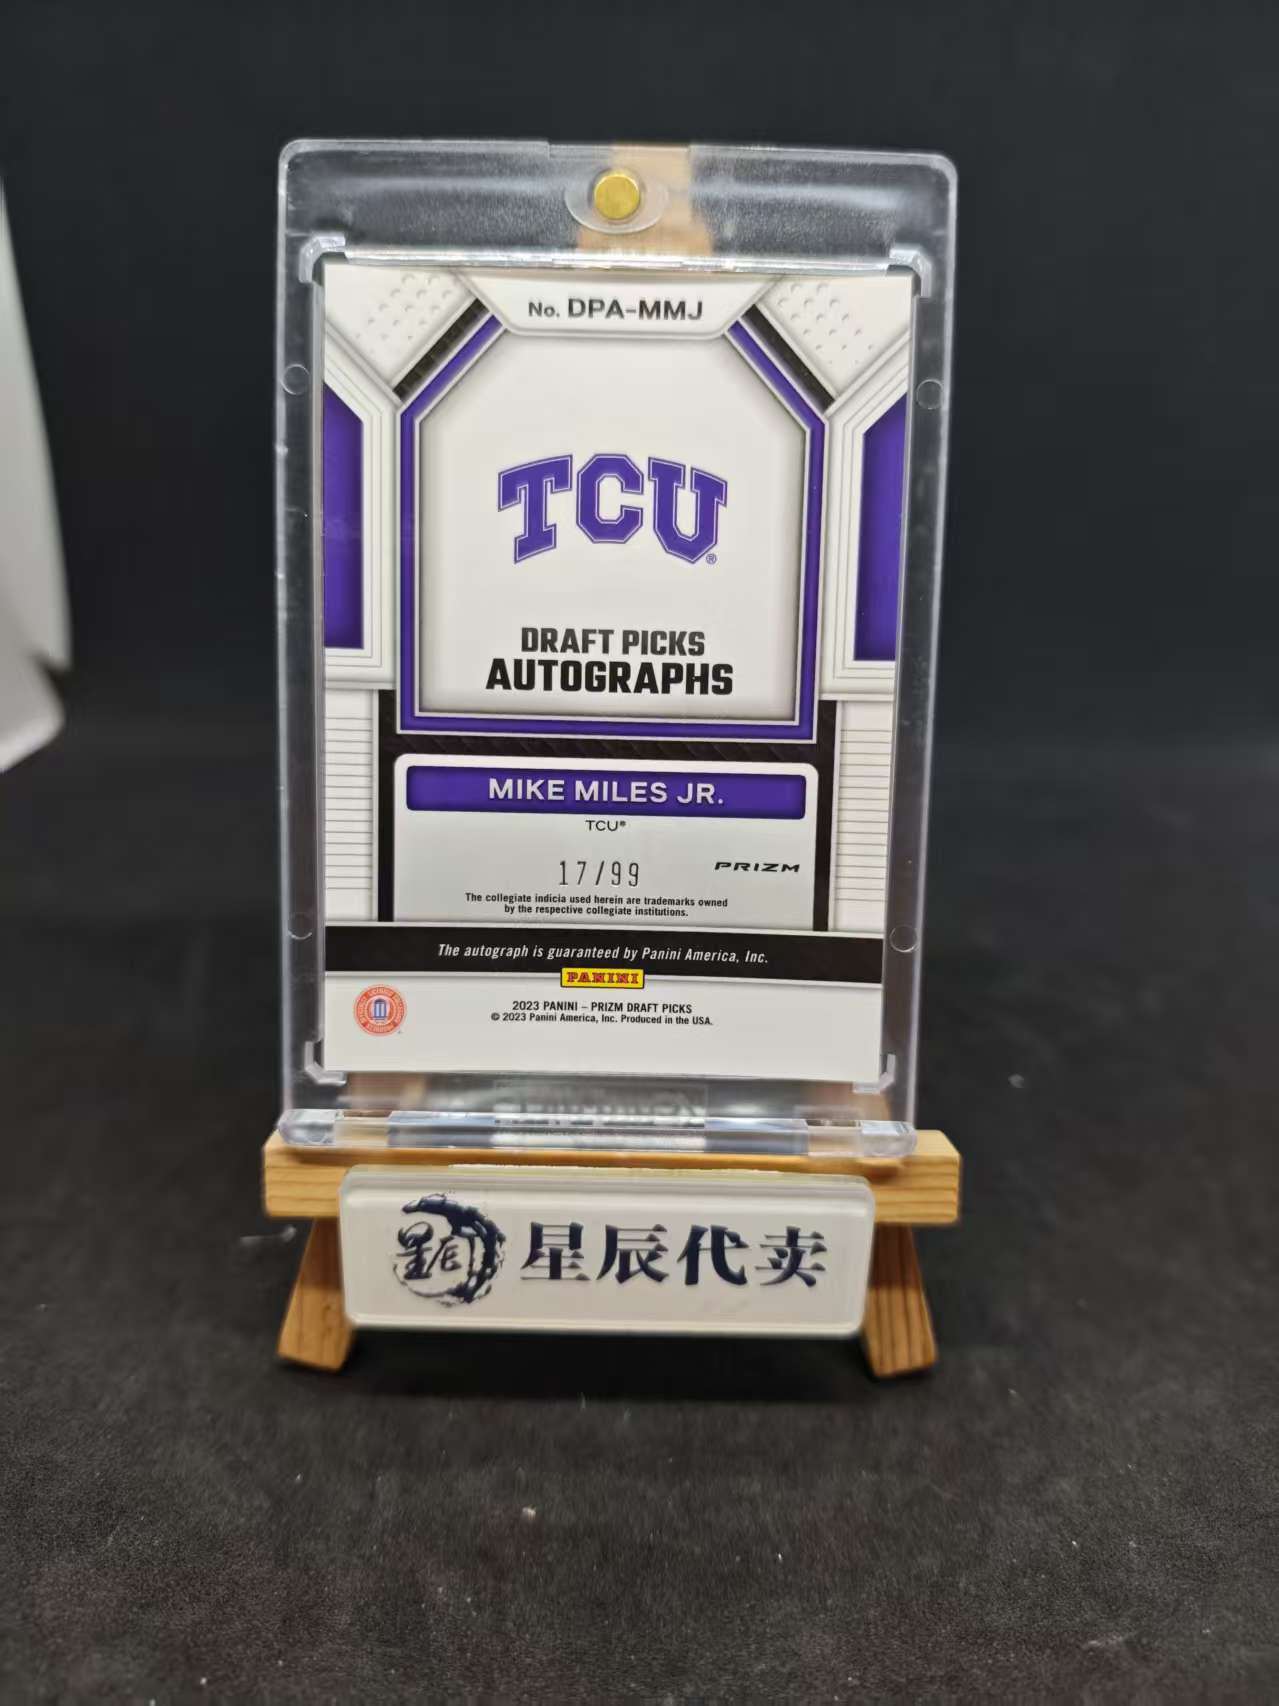 No. DPA-MMJ
TCU®
DRAFT PICKS
AUTOGRAPHS
MIKE MILES JR.
TCU®
17/99
PRIZM
The collegiate indicia used herein are trademarks owned
by the respective collegiate institutions.
The autograph is guaranteed by Panini America, Inc.
PANINI
2023 PANINI – PRIZM DRAFT PICKS
© 2023 Panini America, Inc. Produced in the USA.
星辰
星辰代卖